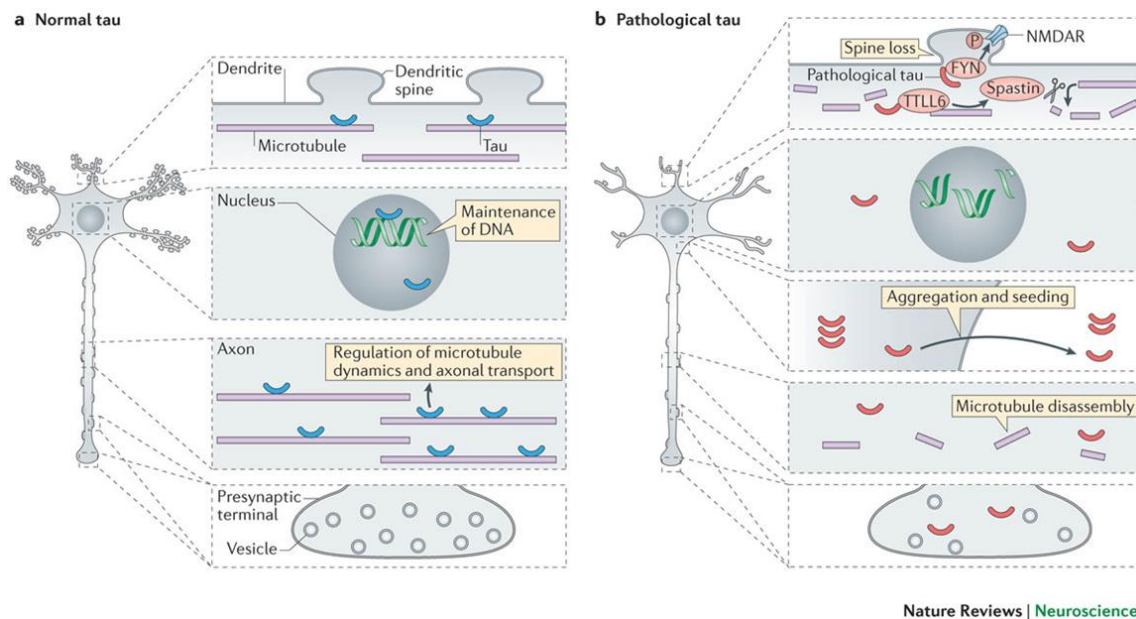 a Normal tau
Dendrite
Dendritic
spine
Microtubule
Tau
Nucleus
Maintenance
of DNA
Axon
Regulation of microtubule
dynamics and axonal transport
Presynaptic
terminal
Vesicle
b Pathological tau
Spine loss
P
NMDAR
FYN
Pathological tau
TTLL6
Spastin
Aggregation and seeding
Microtubule disassembly
Nature Reviews | Neuroscience